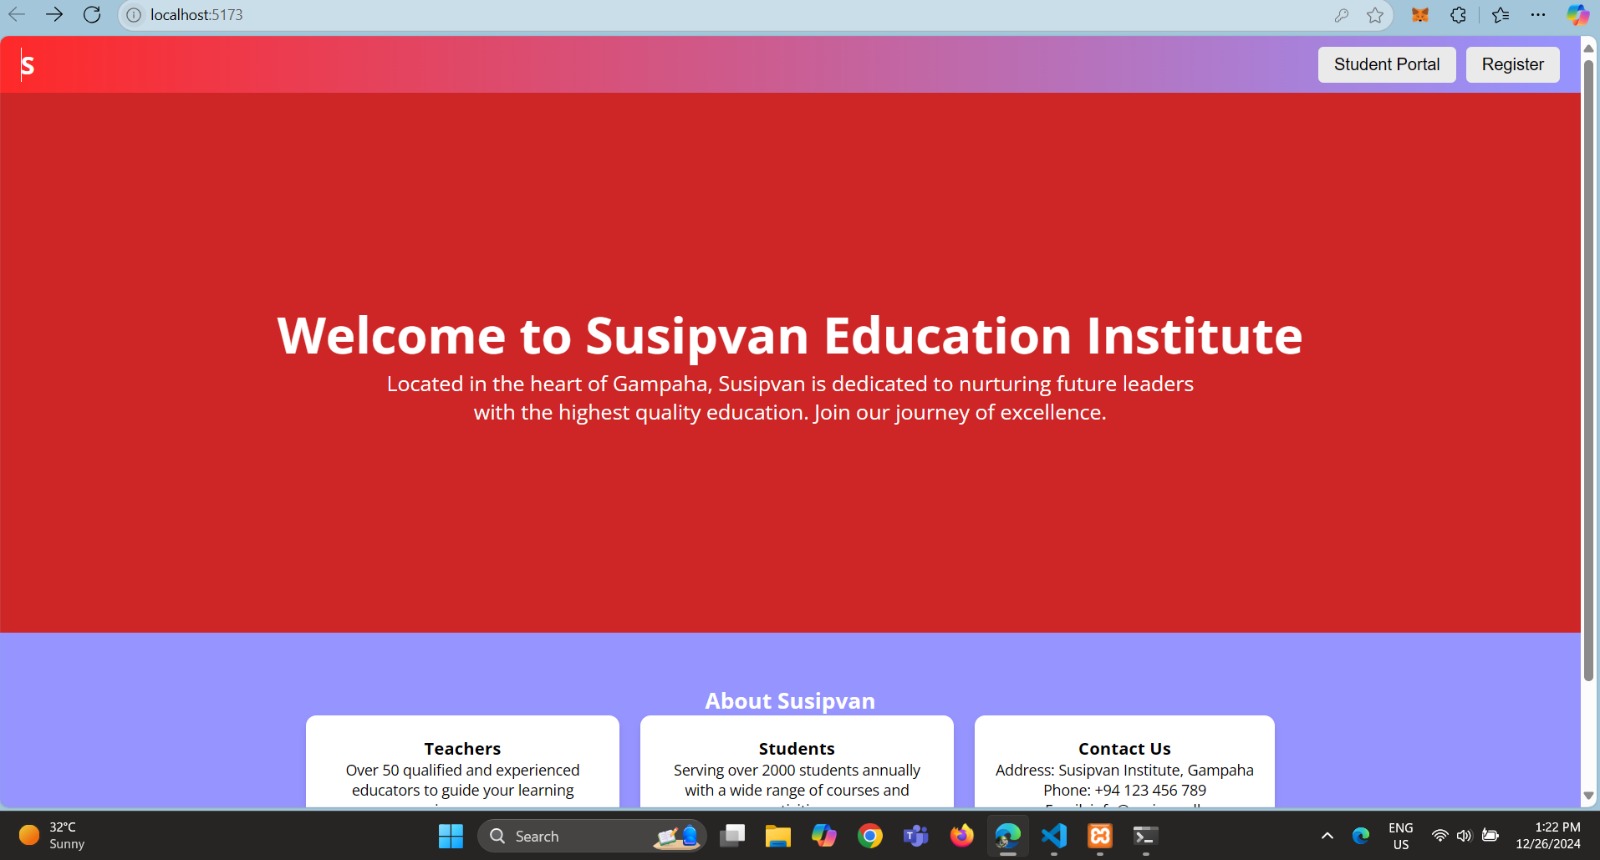 localhost:5173
S
Student Portal
Register
Welcome to Susipvan Education Institute
Located in the heart of Gampaha, Susipvan is dedicated to nurturing future leaders
with the highest quality education. Join our journey of excellence.
About Susipvan
Teachers
Over 50 qualified and experienced
educators to guide your learning
Students
Serving over 2000 students annually
with a wide range of courses and
Contact Us
Address: Susipvan Institute, Gampaha
Phone: +94 123 456 789
32°C
Sunny
Search
ENG
US
1:22 PM
12/26/2024